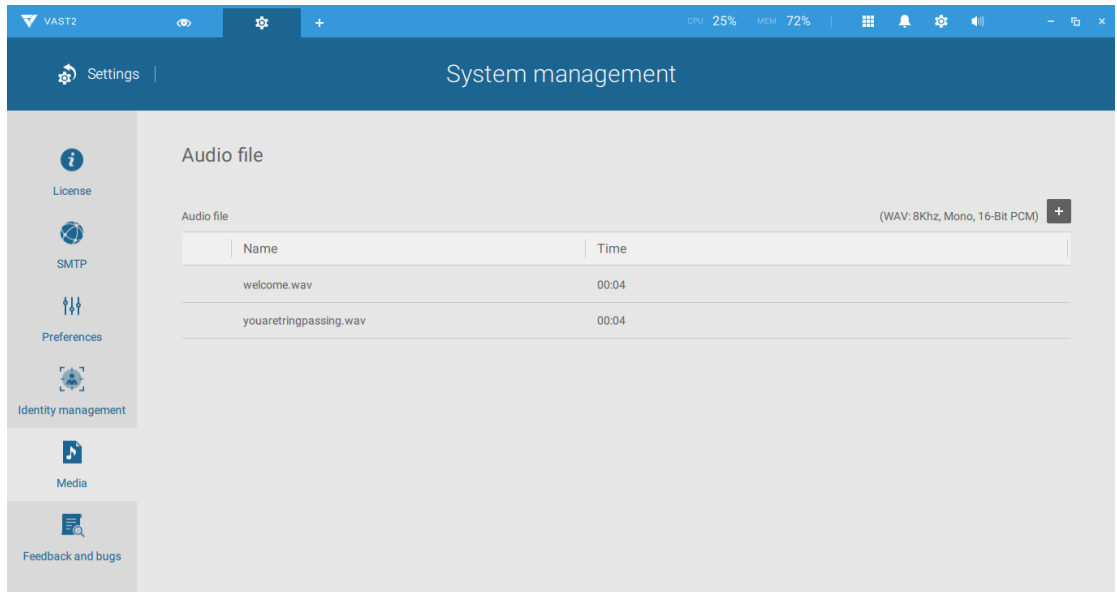 VAST2
CPU 25% MEM 72%
Settings
System management
License
SMTP
Preferences
Identity management
Media
Feedback and bugs
Audio file
Audio file (WAV: 8Khz, Mono, 16-Bit PCM) +
Name Time
welcome.wav 00:04
youaretringpassing.wav 00:04